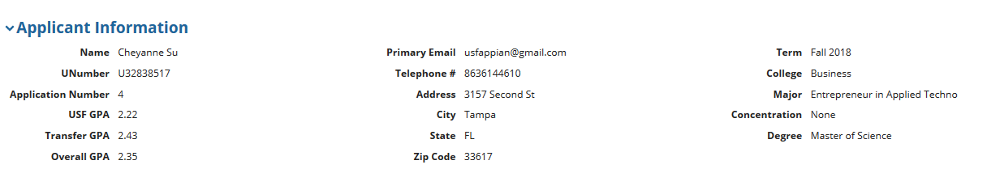 Applicant Information
Name Cheyanne Su
UNumber U32838517
Application Number 4
USF GPA 2.22
Transfer GPA 2.43
Overall GPA 2.35
Primary Email usfappian@gmail.com
Telephone # 8636144610
Address 3157 Second St
City Tampa
State FL
Zip Code 33617
Term Fall 2018
College Business
Major Entrepreneur in Applied Techno
Concentration None
Degree Master of Science